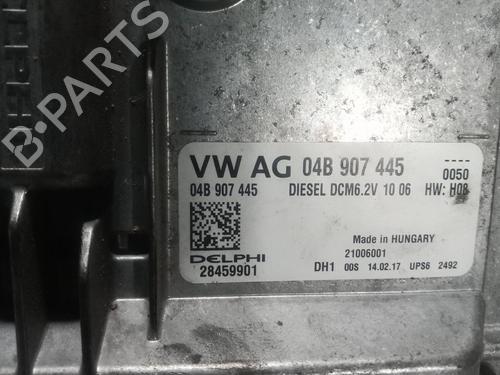 VW AG 04B 907 445 0050
04B 907 445 DIESEL DCM6.2V 10 06 HW: H08
Made in HUNGARY
DELPHI 21006001
28459901 DH1 00S 14.02.17 UPS6 2492